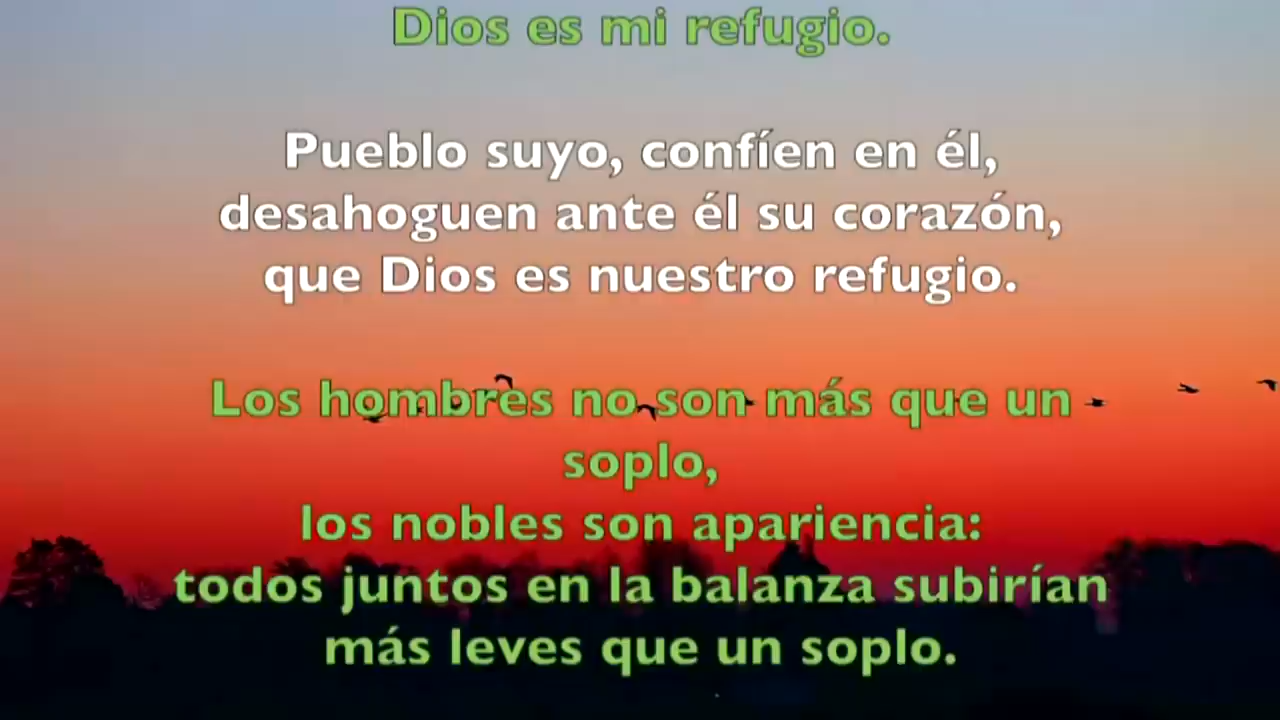 Dios es mi refugio.
Pueblo suyo, confíen en él,
desahoguen ante él su corazón,
que Dios es nuestro refugio.
Los hombres no son más que un
soplo,
los nobles son apariencia:
todos juntos en la balanza subirían
más leves que un soplo.